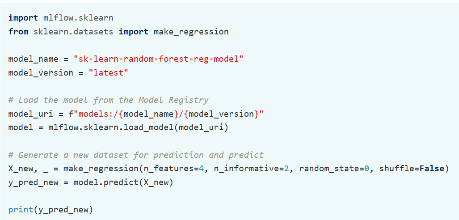 import mlflow.sklearn
from sklearn.datasets import make_regression
model_name = "sk-learn-random-forest-reg-model"
model_version = "latest"
# Load the model from the Model Registry
model_uri = f"models:/{model_name}/{model_version}"
model = mlflow.sklearn.load_model(model_uri)
# Generate a new dataset for prediction and predict
X_new, _ = make_regression(n_features=4, n_informative=2, random_state=0, shuffle=False)
y_pred_new = model.predict(X_new)
print(y_pred_new)